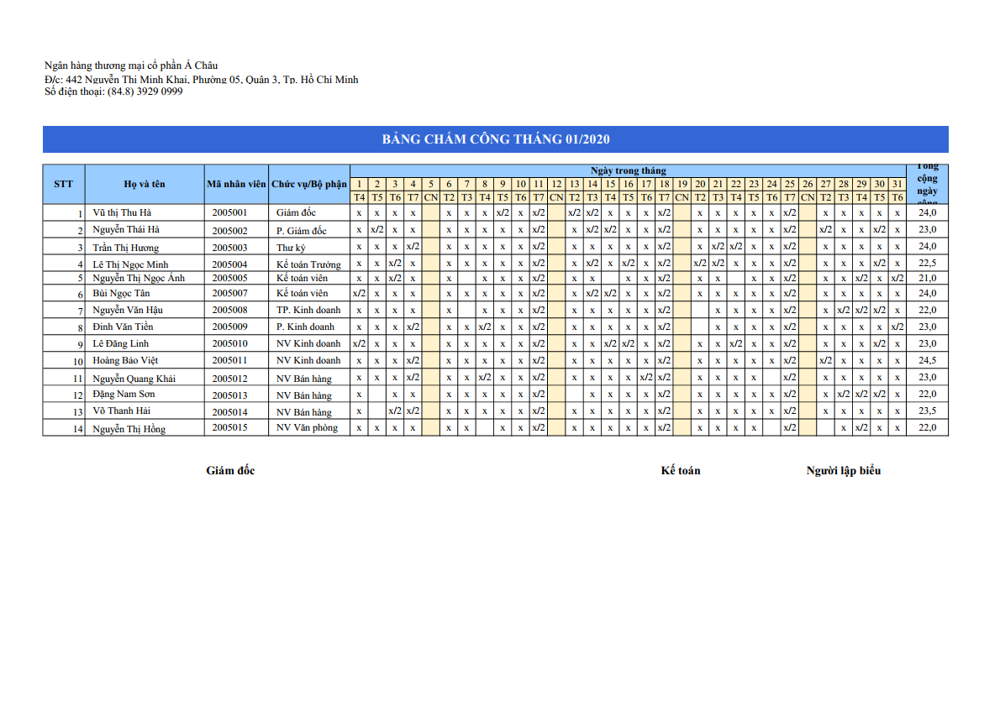 Ngân hàng thương mại cổ phần Á Châu
Đ/c: 442 Nguyễn Thị Minh Khai, Phường 05, Quận 3, Tp. Hồ Chí Minh
Số điện thoại: (84.8) 3929 0999
BẢNG CHẤM CÔNG THÁNG 01/2020
STT Họ và tên Mã nhân viên Chức vụ/Bộ phận Ngày trong tháng Tổng cộng ngày công
1 2 3 4 5 6 7 8 9 10 11 12 13 14 15 16 17 18 19 20 21 22 23 24 25 26 27 28 29 30 31
T4 T5 T6 T7 CN T2 T3 T4 T5 T6 T7 CN T2 T3 T4 T5 T6 T7 CN T2 T3 T4 T5 T6 T7 CN T2 T3 T4 T5 T6
1 Vũ thị Thu Hà 2005001 Giám đốc x x x x x x x x/2 x x/2 x/2 x/2 x x x x/2 x x x x x x/2 x x x x x 24,0
2 Nguyễn Thái Hà 2005002 P. Giám đốc x x/2 x x x x x x x x/2 x x/2 x/2 x x x/2 x x x x x x/2 x/2 x x x/2 x 23,0
3 Trần Thị Hương 2005003 Thư ký x x x x/2 x x x x x x/2 x x x x x x/2 x x/2 x/2 x x x/2 x x x x x 24,0
4 Lê Thị Ngọc Minh 2005004 Kế toán Trưởng x x x/2 x x x x x x x/2 x x/2 x x/2 x x/2 x/2 x/2 x x x x/2 x x x x/2 x 22,5
5 Nguyễn Thị Ngọc Ánh 2005005 Kế toán viên x x x/2 x x x x x x/2 x x x x x/2 x x x x x/2 x x x/2 x x/2 21,0
6 Bùi Ngọc Tân 2005007 Kế toán viên x/2 x x x x x x x x x/2 x x/2 x/2 x x x/2 x x x x x x/2 x x x x x 24,0
7 Nguyễn Văn Hậu 2005008 TP. Kinh doanh x x x x x x x x x/2 x x x x x x/2 x x x x x x/2 x x/2 x/2 x/2 x 22,0
8 Đinh Văn Tiến 2005009 P. Kinh doanh x x x x/2 x x x/2 x x x/2 x x x x x x/2 x x x x x x/2 x x x x x/2 23,0
9 Lê Đăng Linh 2005010 NV Kinh doanh x/2 x x x x x x x x x/2 x x x/2 x/2 x x/2 x x x/2 x x x/2 x x x x/2 x 23,0
10 Hoàng Bảo Việt 2005011 NV Kinh doanh x x x x/2 x x x x x x/2 x x x x x x/2 x x x x x x/2 x/2 x x x x 24,5
11 Nguyễn Quang Khải 2005012 NV Bán hàng x x x x/2 x x x/2 x x x/2 x x x x x/2 x/2 x x x x x/2 x x x x x 23,0
12 Đặng Nam Sơn 2005013 NV Bán hàng x x x x x x x x x/2 x x x x x/2 x x x x x x/2 x x/2 x/2 x/2 x 22,0
13 Võ Thanh Hải 2005014 NV Bán hàng x x/2 x/2 x x x x x x/2 x x x x x x/2 x x x x x x/2 x x x x x 23,5
14 Nguyễn Thị Hồng 2005015 NV Văn phòng x x x x x x x x x/2 x x x x x x/2 x x x x x/2 x x/2 x x 22,0
Giám đốc Kế toán Người lập biểu